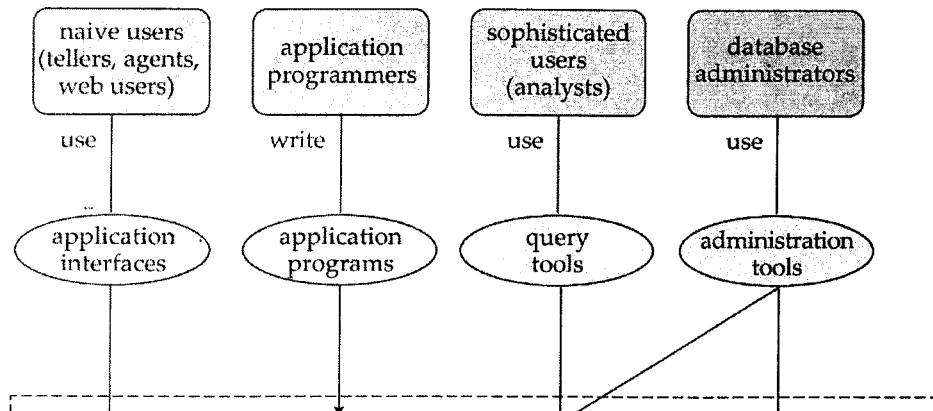 naive users
(tellers, agents,
web users)
application
programmers
sophisticated
users
(analysts)
database
administrators
use
write
use
use
application
interfaces
application
programs
query
tools
administration
tools